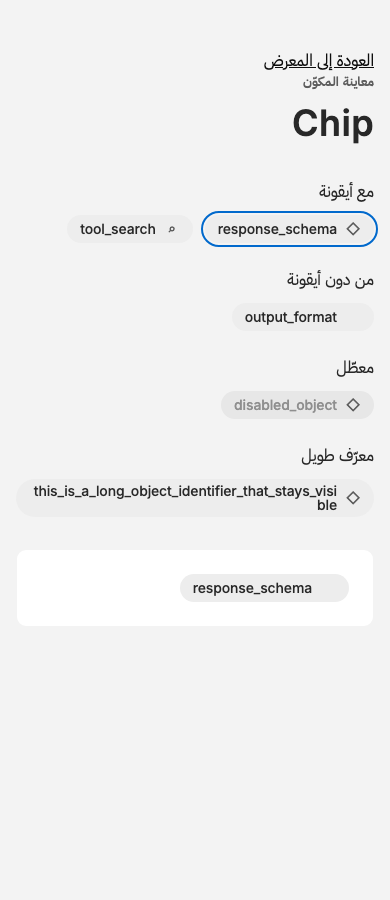 العودة إلى المعرض
معاينة المكوّن
Chip
مع أيقونة
response_schema
tool_search
من دون أيقونة
output_format
معطّل
disabled_object
معرّف طويل
this_is_a_long_object_identifier_that_stays_visi
ble
response_schema